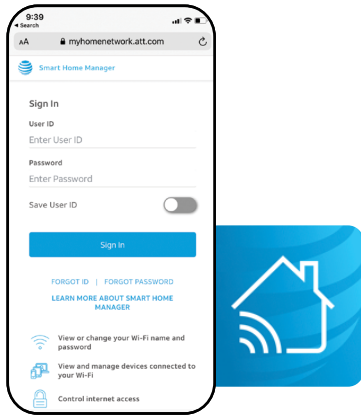 9:39
◄ Search
AA myhomenetwork.att.com
Smart Home Manager
Sign In
User ID
Enter User ID
Password
Enter Password
Save User ID
Sign In
FORGOT ID | FORGOT PASSWORD
LEARN MORE ABOUT SMART HOME
MANAGER
View or change your Wi-Fi name and
password
View and manage devices connected to
your Wi-Fi
Control internet access